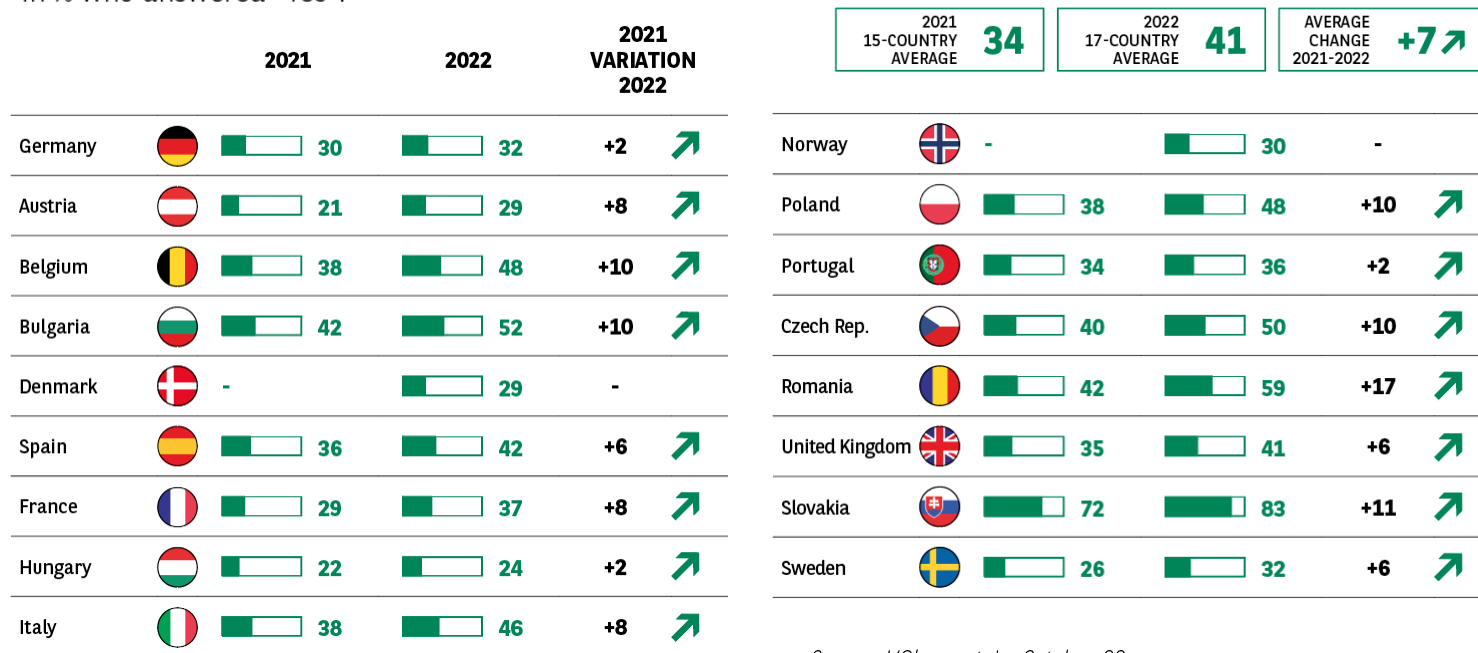 2021 2022 2021 VARIATION 2022
Germany 30 32 +2
Austria 21 29 +8
Belgium 38 48 +10
Bulgaria 42 52 +10
Denmark - 29 -
Spain 36 42 +6
France 29 37 +8
Hungary 22 24 +2
Italy 38 46 +8
2021 15-COUNTRY AVERAGE 34
2022 17-COUNTRY AVERAGE 41
AVERAGE CHANGE 2021-2022 +7
Norway - 30 -
Poland 38 48 +10
Portugal 34 36 +2
Czech Rep. 40 50 +10
Romania 42 59 +17
United Kingdom 35 41 +6
Slovakia 72 83 +11
Sweden 26 32 +6